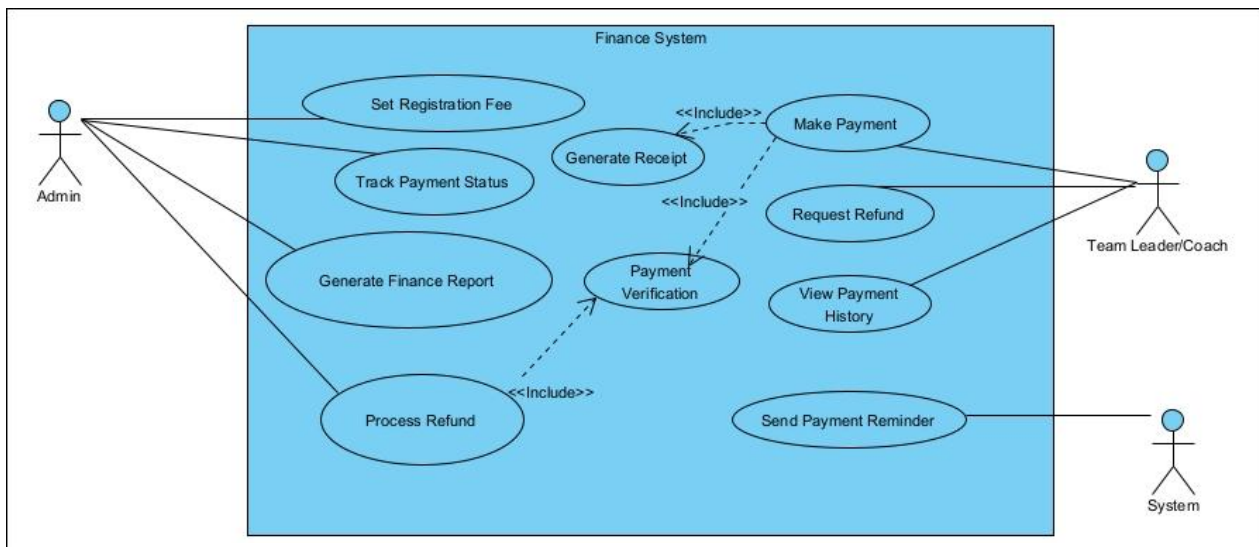 Finance System
Set Registration Fee
<<Include>>
Make Payment
Generate Receipt
Track Payment Status
Admin
<<Include>>
Request Refund
Team Leader/Coach
Payment
Verification
Generate Finance Report
View Payment
History
<<Include>>
Process Refund
Send Payment Reminder
System